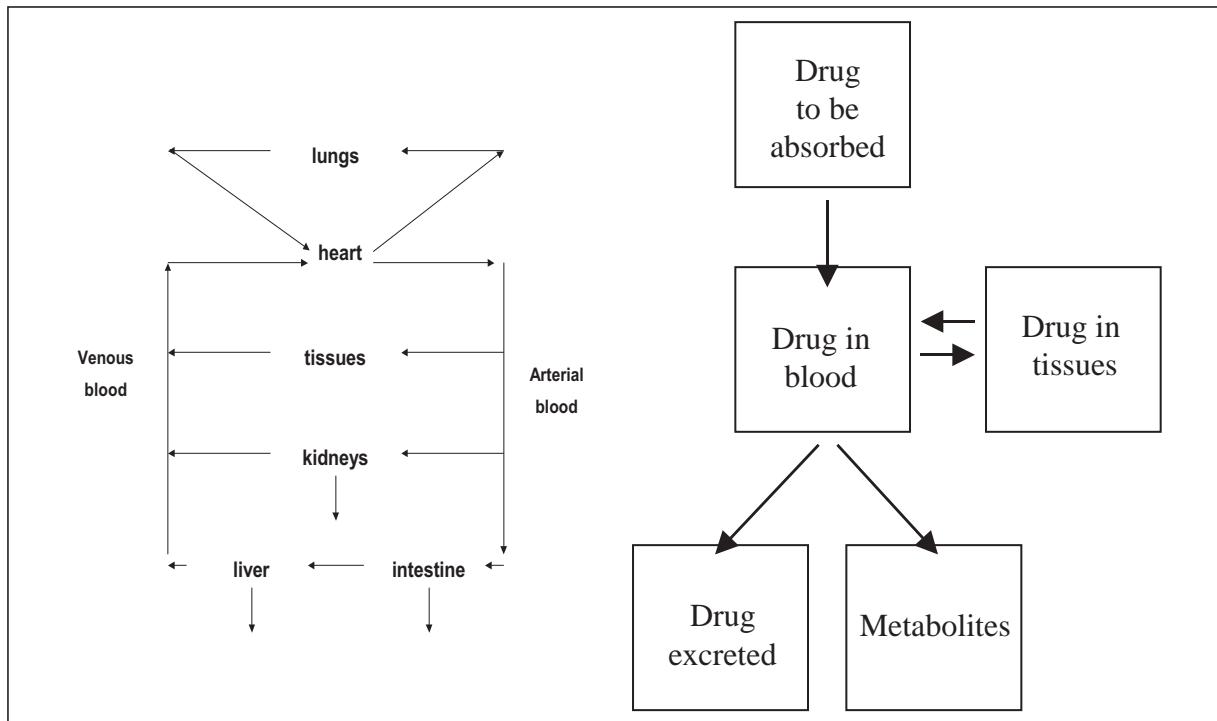 lungs
heart
Venous
blood
tissues
Arterial
blood
kidneys
liver
intestine
Drug
to be
absorbed
Drug in
blood
Drug in
tissues
Drug
excreted
Metabolites